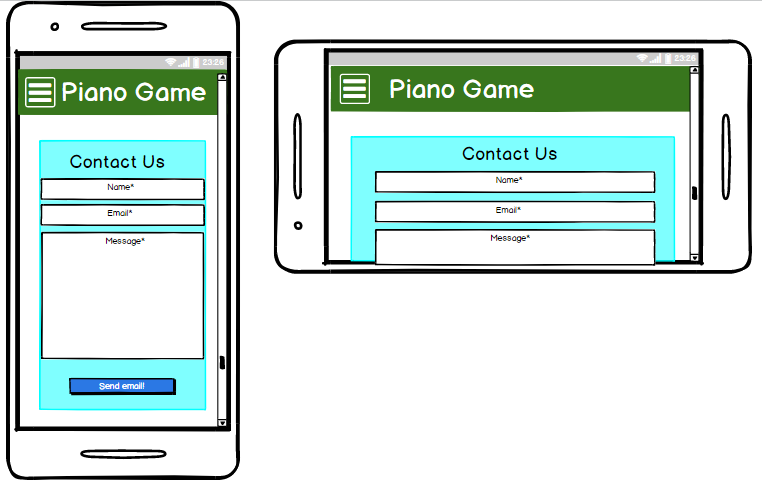 23:26
Piano Game
Contact Us
Name*
Email*
Message*
Send email!
23:26
Piano Game
Contact Us
Name*
Email*
Message*